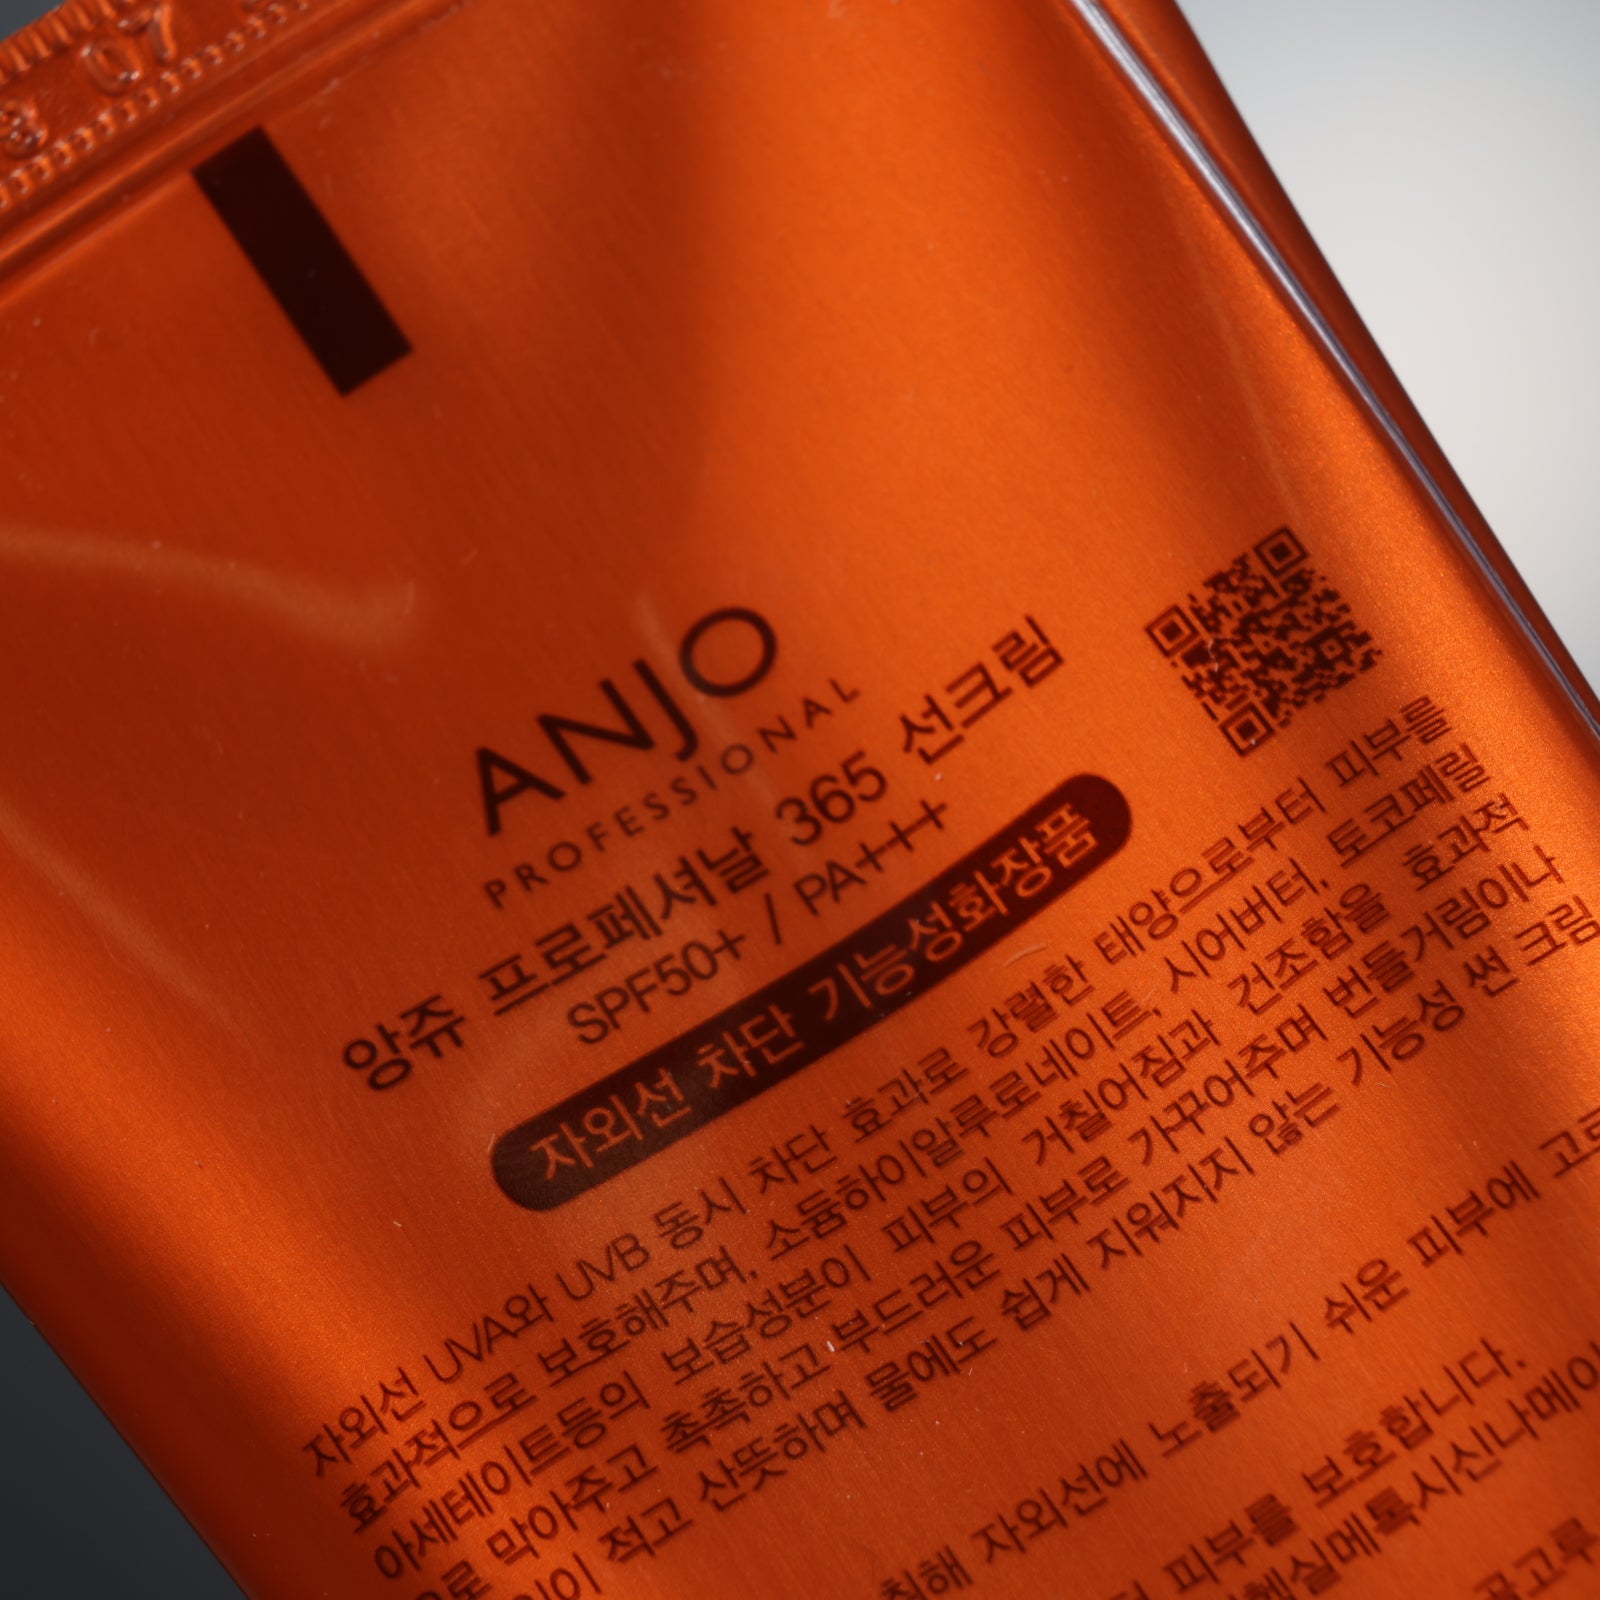 07
ANJO
PROFESSIONAL
앙쥬 프로페셔날 365 선크림
SPF50+ / PA+++
자외선 차단 기능성화장품
자외선 UVA와 UVB 동시 차단 효과로 강렬한 태양으로부터 피부를
효과적으로 보호해주며, 소듐하이알루로네이트, 시어버터, 토코페릴
아세테이트등의 보습성분이 피부의 거칠어짐과 건조함을 효과적
으로 막아주고 촉촉하고 부드러운 피부로 가꾸어주며 번들거림이나
적고 산뜻하며 물에도 쉽게 지워지지 않는 기능성 썬 크림
자외선에 노출되기 쉬운 피부에
피부를 보호합니다.